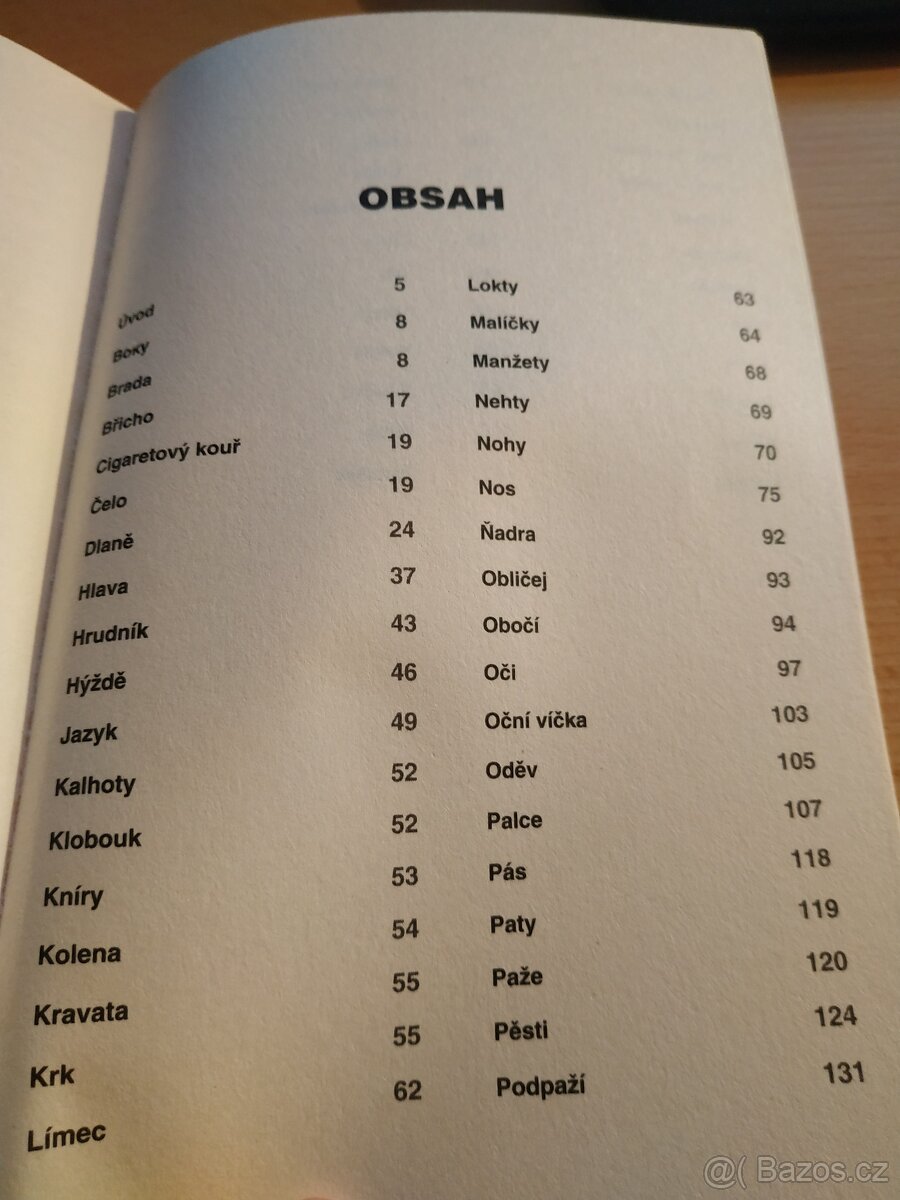 OBSAH
Úvod 5
Boky 8
Brada 8
Břicho 17
Cigaretový kouř 19
Čelo 19
Dlaně 24
Hlava 37
Hrudník 43
Hýždě 46
Jazyk 49
Kalhoty 52
Klobouk 52
Kníry 53
Kolena 54
Kravata 55
Krk 55
Límec 62
Lokty 63
Malíčky 64
Manžety 68
Nehty 69
Nohy 70
Nos 75
Ňadra 92
Obličej 93
Obočí 94
Oči 97
Oční víčka 103
Oděv 105
Palce 107
Pás 118
Paty 119
Paže 120
Pěsti 124
Podpaží 131
@( Bazos.cz